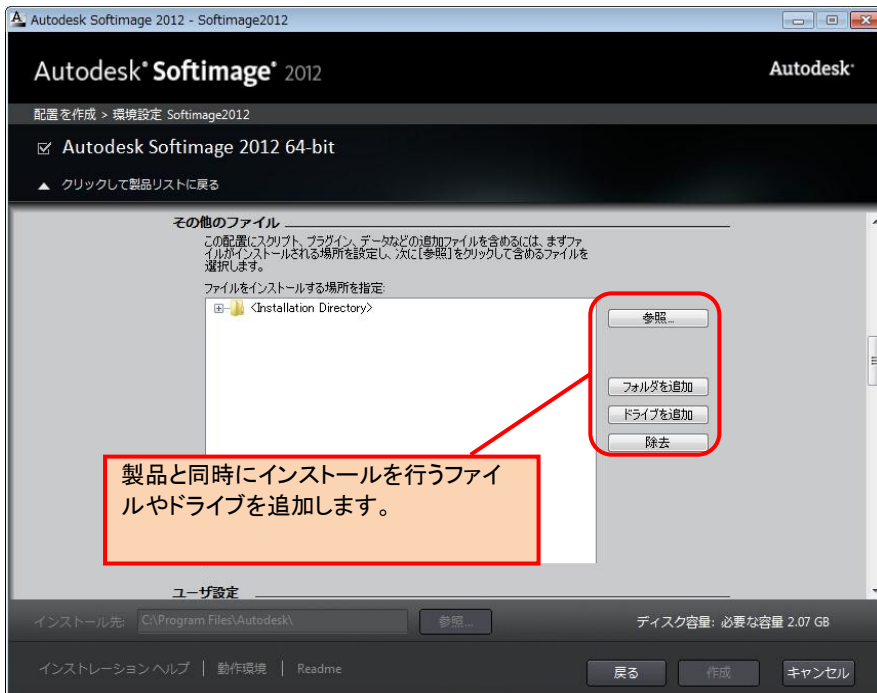 Autodesk Softimage 2012 - Softimage2012
Autodesk® Softimage® 2012
Autodesk®
配置を作成 > 環境設定 Softimage2012
Autodesk Softimage 2012 64-bit
クリックして製品リストに戻る
その他のファイル
この配置にスクリプト、プラグイン、データなどの追加ファイルを含めるには、まずファ
イルがインストールされる場所を設定し、次に[参照]をクリックして含めるファイルを
選択します。
ファイルをインストールする場所を指定:
<Installation Directory>
参照...
フォルダを追加
ドライブを追加
除去
製品と同時にインストールを行うファイ
ルやドライブを追加します。
ユーザ設定
インストール先: C:\Program Files\Autodesk\ 参照... ディスク容量: 必要な容量 2.07 GB
インストレーション ヘルプ | 動作環境 | Readme 戻る 作成 キャンセル